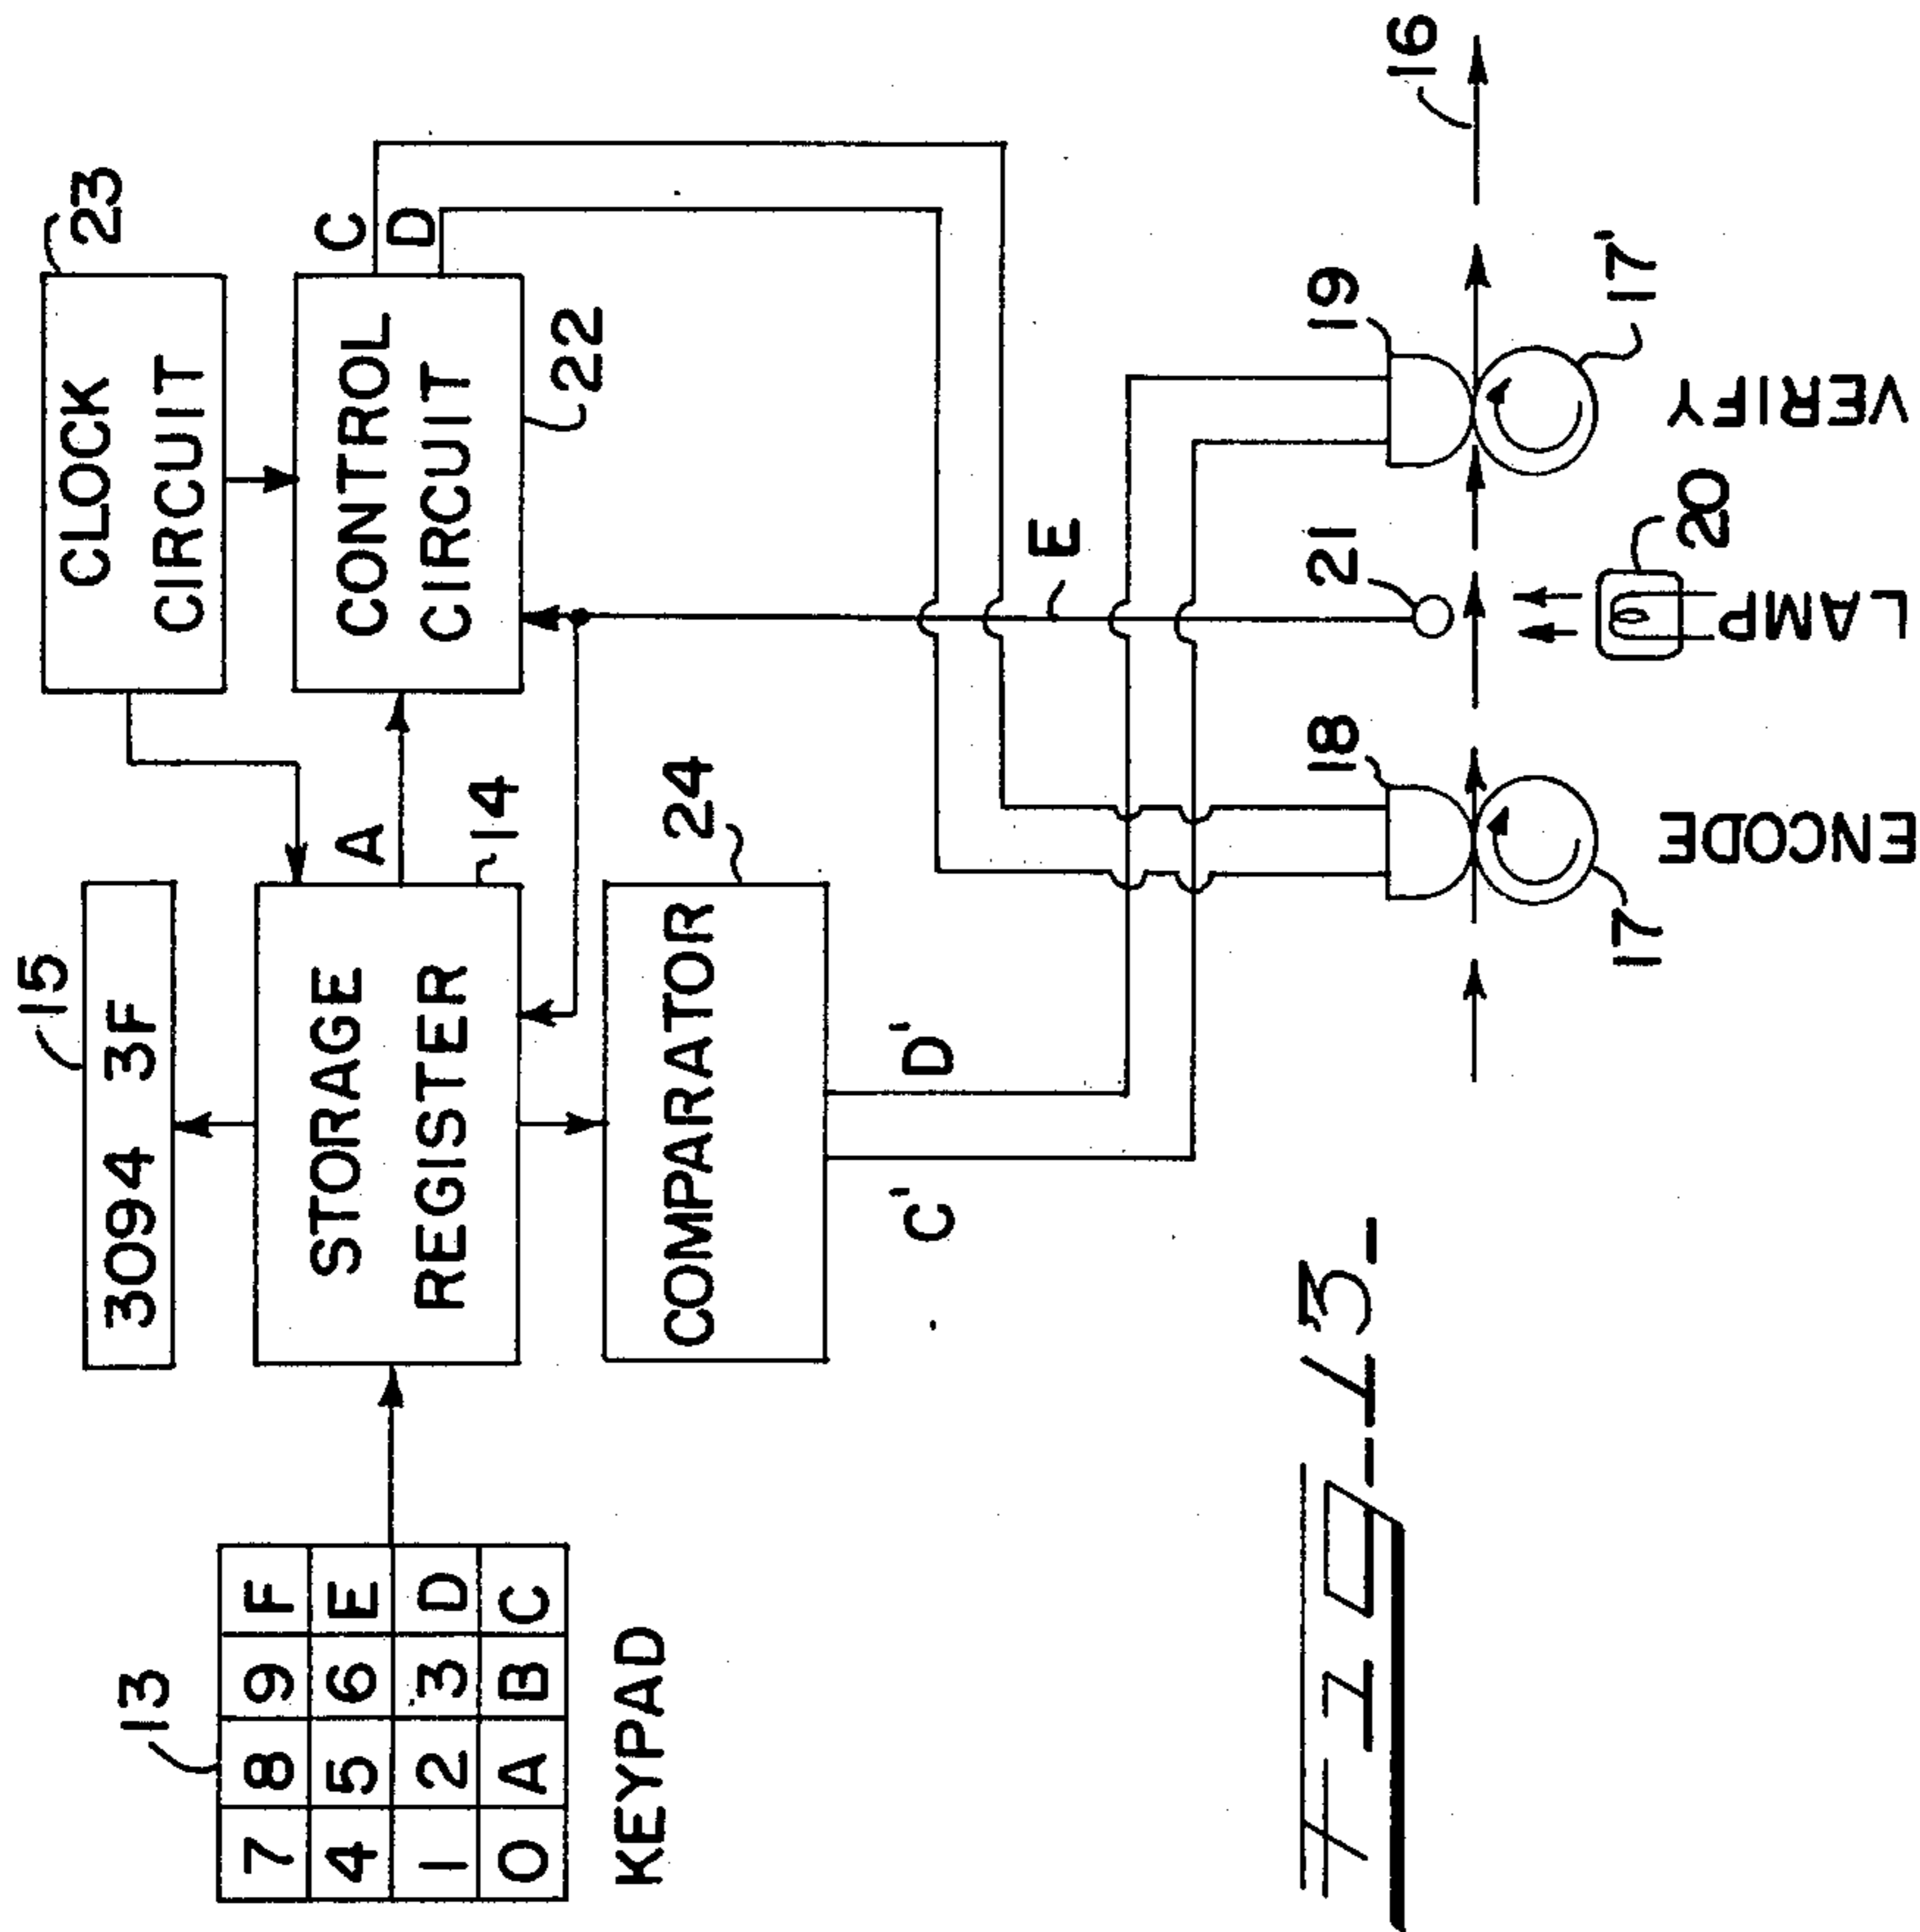 15
23
3094 3F
CLOCK
CIRCUIT
13
7 8 9 F
4 5 6 E
1 2 3 D
0 A B C
KEYPAD
STORAGE
REGISTER
A
14
CONTROL
CIRCUIT
22
C
D
COMPARATOR
24
C'
D'
E
18
21
19
16
17
20
17'
ENCODE
LAMP
VERIFY
FIG-13-